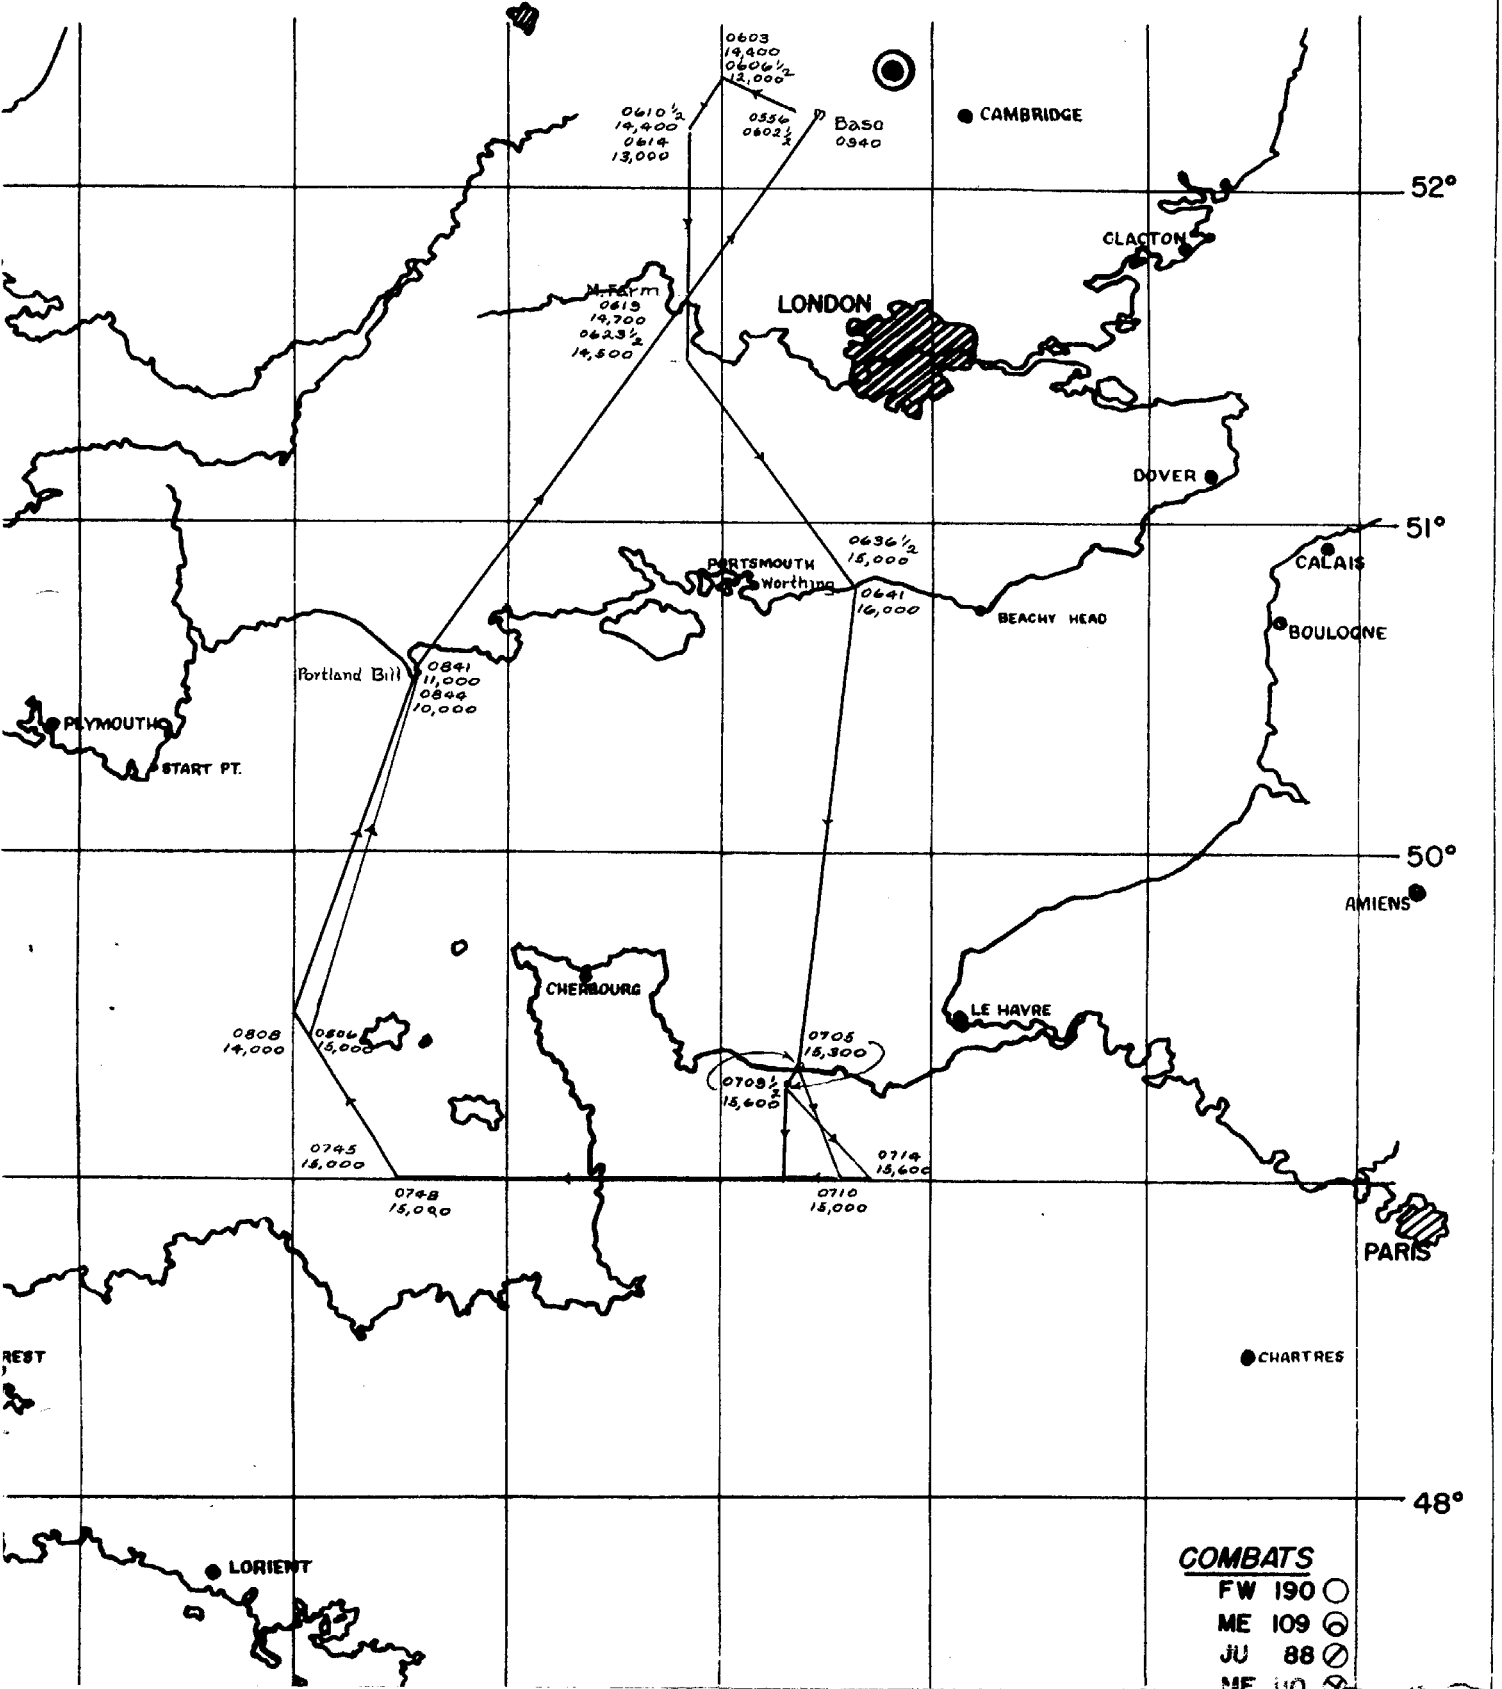 0603
14,400
0606½
12,000
0610½
14,400
0614
13,000
0556
0602½
Base
0940
CAMBRIDGE
52°
CLACTON
M. Farm
0619
14,700
0623½
14,500
LONDON
DOVER
51°
0636½
15,000
CALAIS
PORTSMOUTH
Worthing
0641
16,000
BEACHY HEAD
BOULOGNE
Portland Bill
0841
11,000
0844
10,000
PLYMOUTH
START PT.
50°
AMIENS
CHERBOURG
LE HAVRE
0808
14,000
0806
15,000
0705
15,300
0709½
15,600
0745
15,000
0714
15,600
0748
15,000
0710
15,000
PARIS
REST
CHARTRES
48°
LORIENT
COMBATS
FW 190
ME 109
JU 88
ME 110